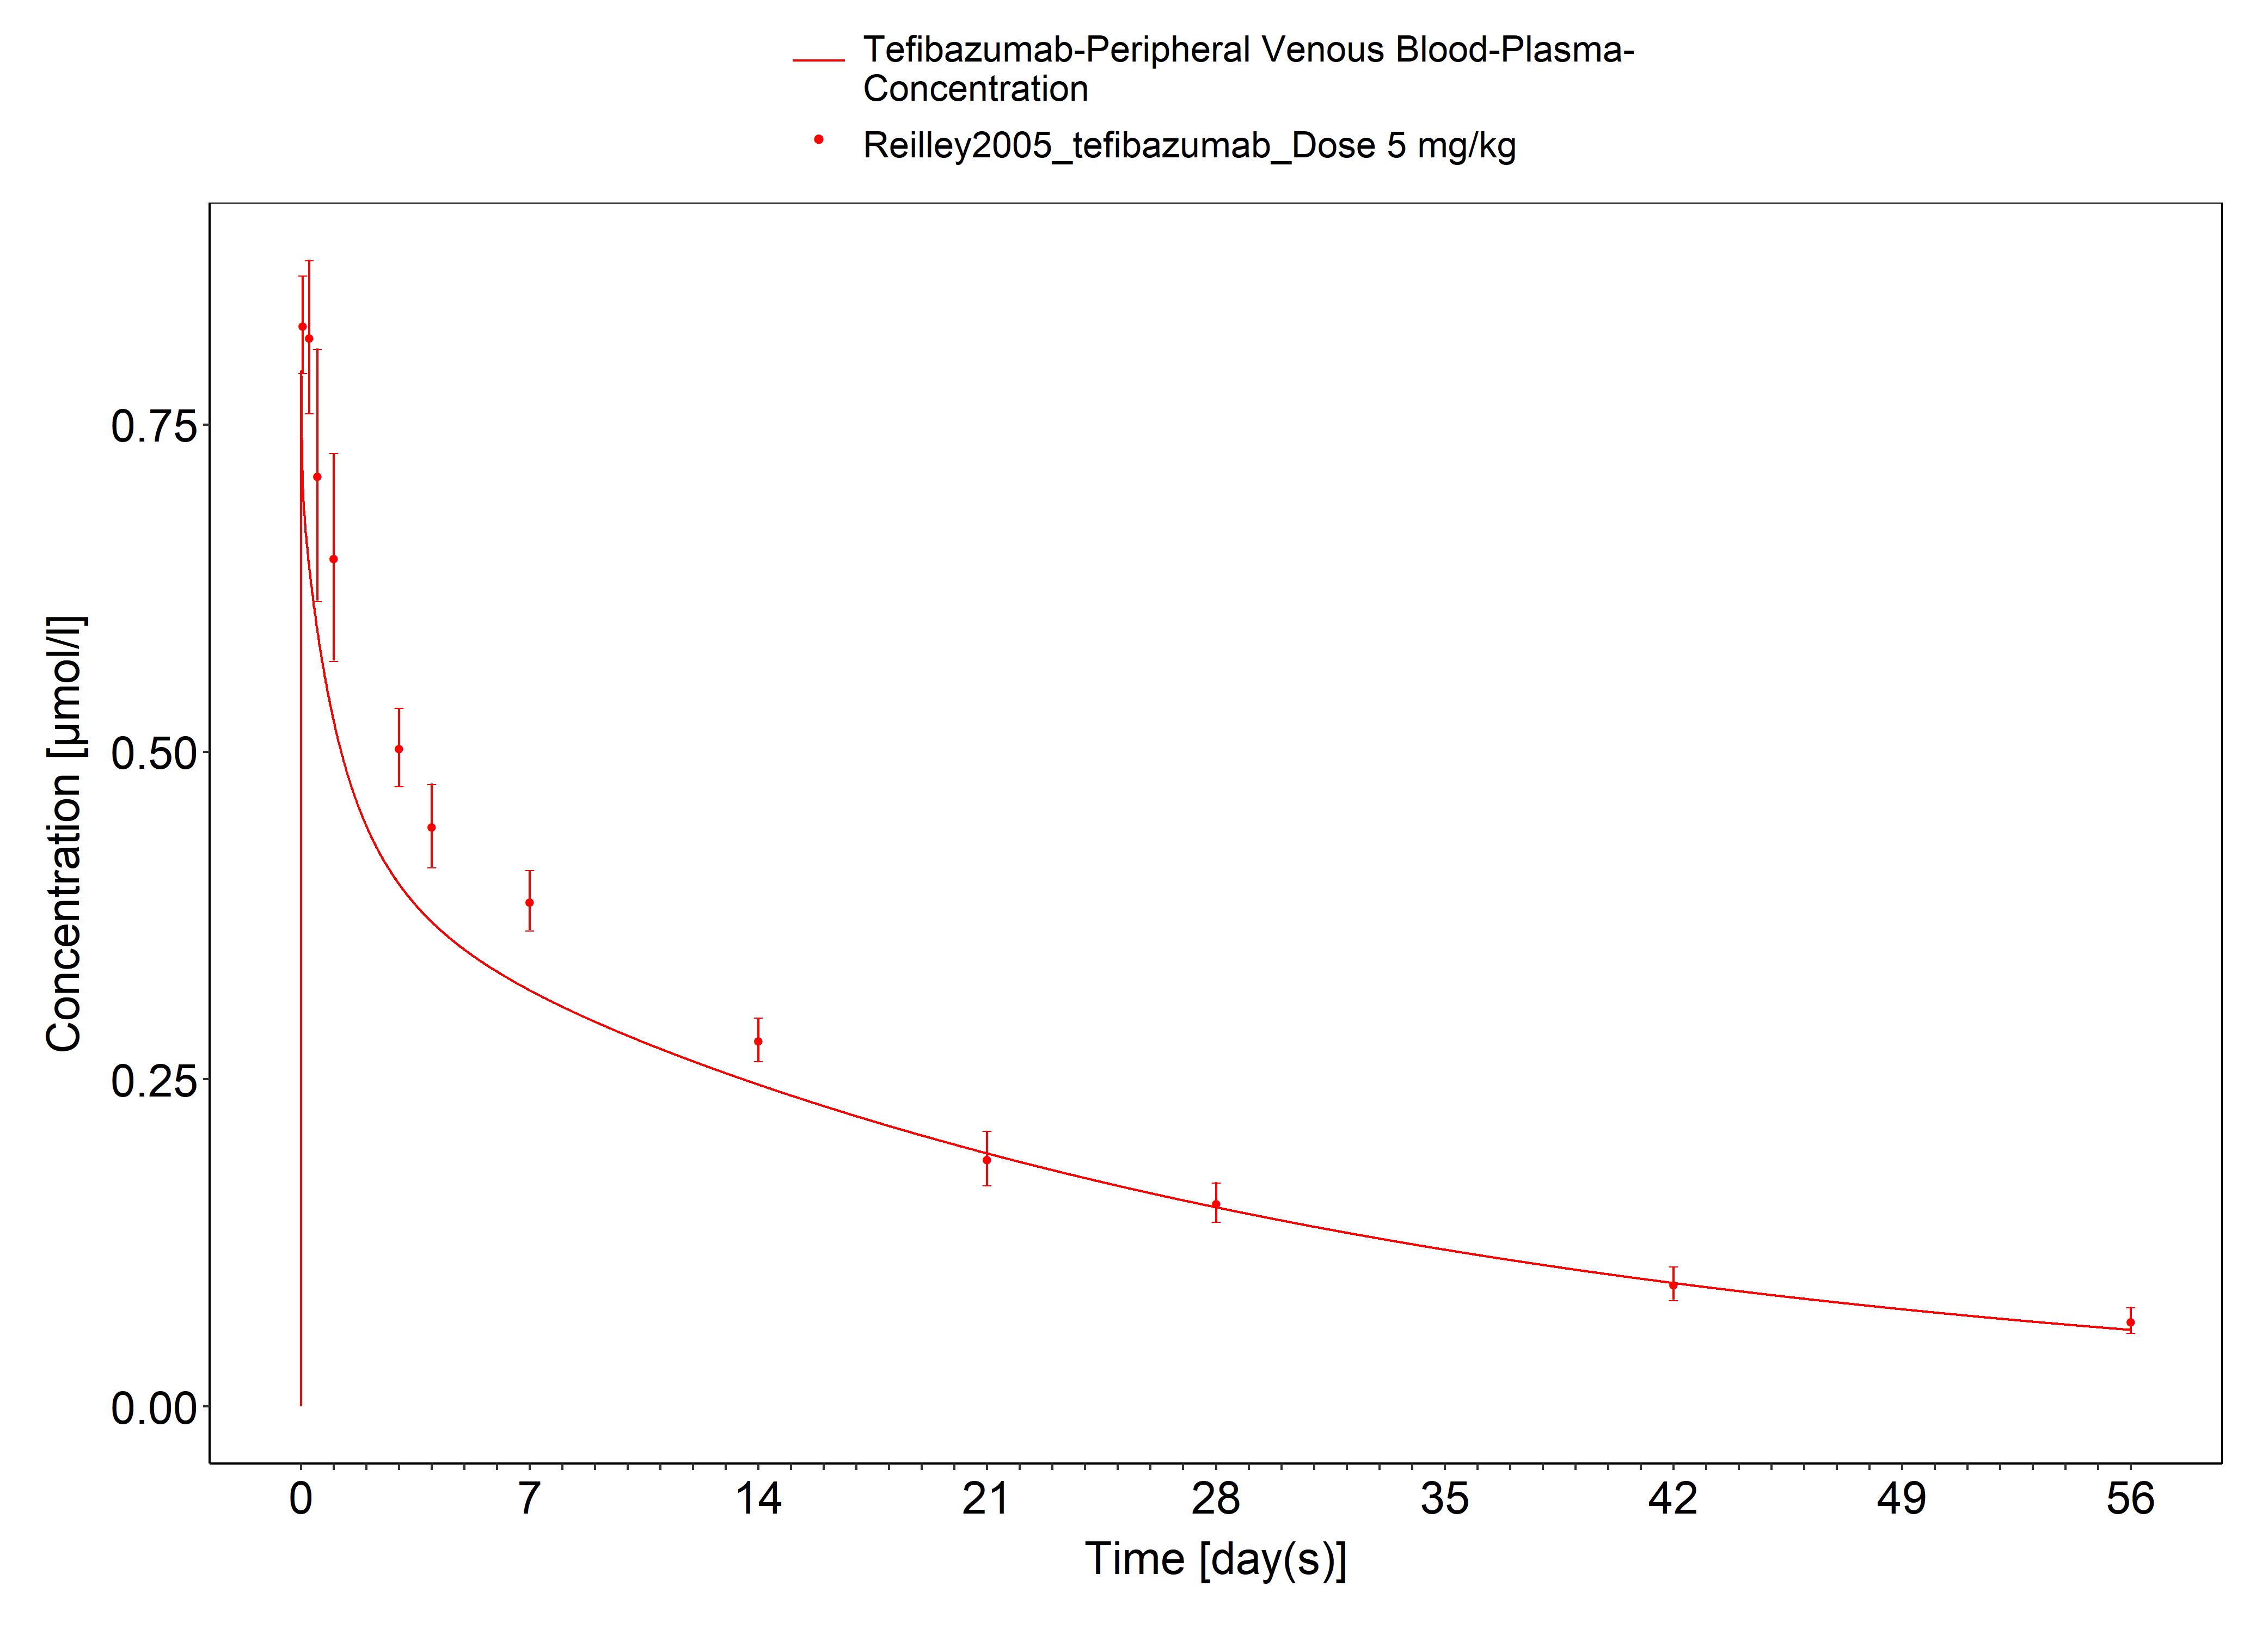 Tefibazumab-Peripheral Venous Blood-Plasma-
Concentration
Reilley2005_tefibazumab_Dose 5 mg/kg
Concentration [µmol/l]
0.75
0.50
0.25
0.00
0 7 14 21 28 35 42 49 56
Time [day(s)]